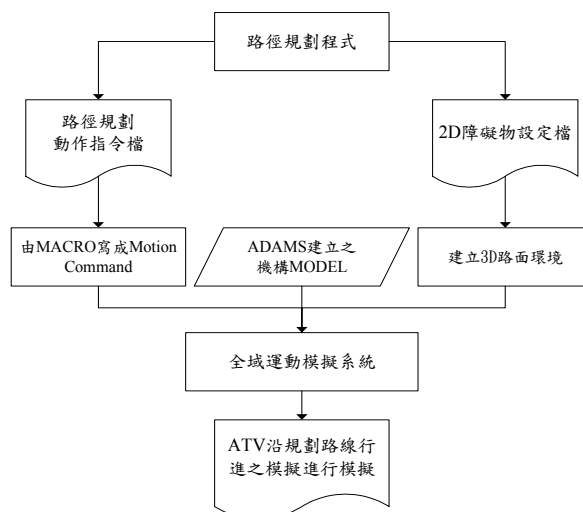 路徑規劃程式
路徑規劃
動作指令檔
2D障礙物設定檔
由MACRO寫成Motion
Command
ADAMS建立之
機構MODEL
建立3D路面環境
全域運動模擬系統
ATV沿規劃路線行
進之模擬進行模擬